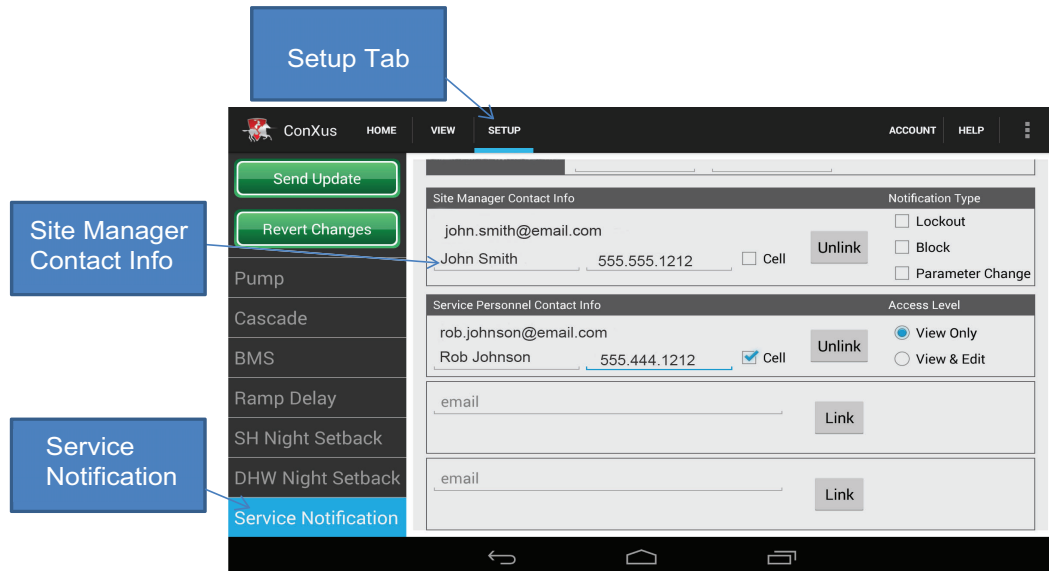 Setup Tab
ConXus HOME VIEW SETUP ACCOUNT HELP
Send Update
Revert Changes
Pump
Cascade
BMS
Ramp Delay
SH Night Setback
DHW Night Setback
Service Notification
Site Manager Contact Info
Notification Type
john.smith@email.com
John Smith 555.555.1212 Cell
Unlink
Lockout
Block
Parameter Change
Service Personnel Contact Info
Access Level
rob.johnson@email.com
Rob Johnson 555.444.1212 Cell
Unlink
View Only
View & Edit
email
Link
email
Link
Site Manager
Contact Info
Service
Notification